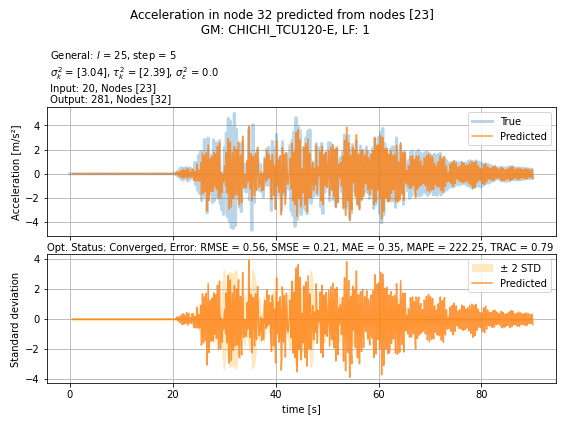 Acceleration in node 32 predicted from nodes [23]
GM: CHICHI_TCU120-E, LF: 1
General: l = 25, step = 5
σ²ₖ = [3.04], τ²ₖ = [2.39], σ²ε = 0.0
Input: 20, Nodes [23]
Output: 281, Nodes [32]
True
Predicted
Acceleration [m/s²]
4
2
0
−2
−4
Opt. Status: Converged, Error: RMSE = 0.56, SMSE = 0.21, MAE = 0.35, MAPE = 222.25, TRAC = 0.79
± 2 STD
Predicted
Standard deviation
4
2
0
−2
−4
0 20 40 60 80
time [s]